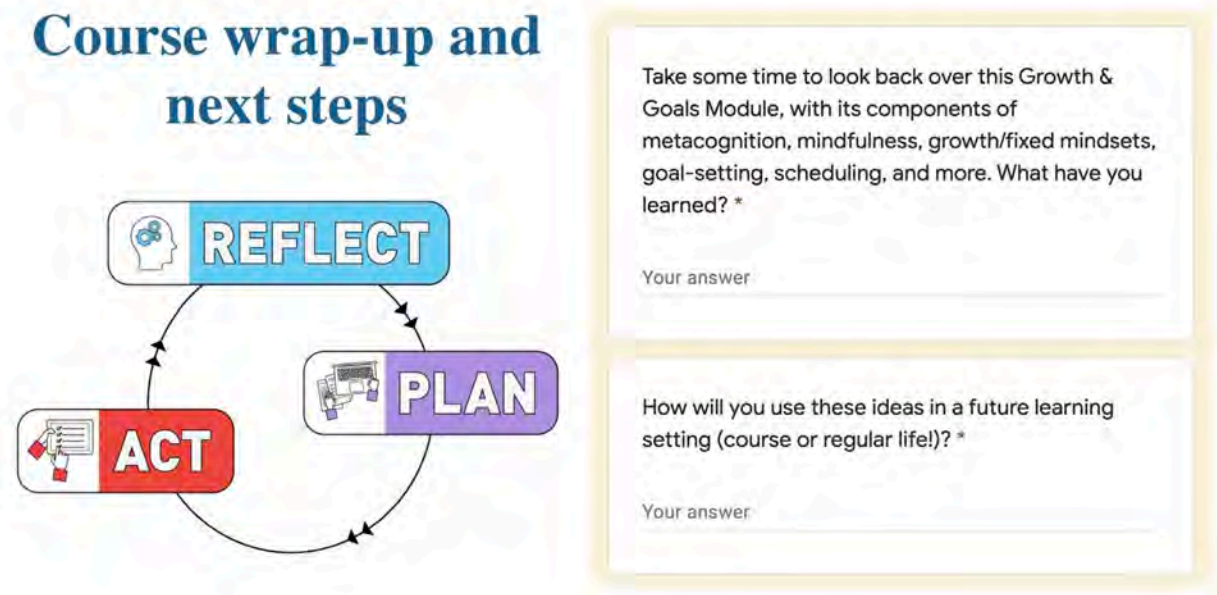 Course wrap-up and
next steps
REFLECT
PLAN
ACT
Take some time to look back over this Growth &
Goals Module, with its components of
metacognition, mindfulness, growth/fixed mindsets,
goal-setting, scheduling, and more. What have you
learned? *
Your answer
How will you use these ideas in a future learning
setting (course or regular life!)? *
Your answer